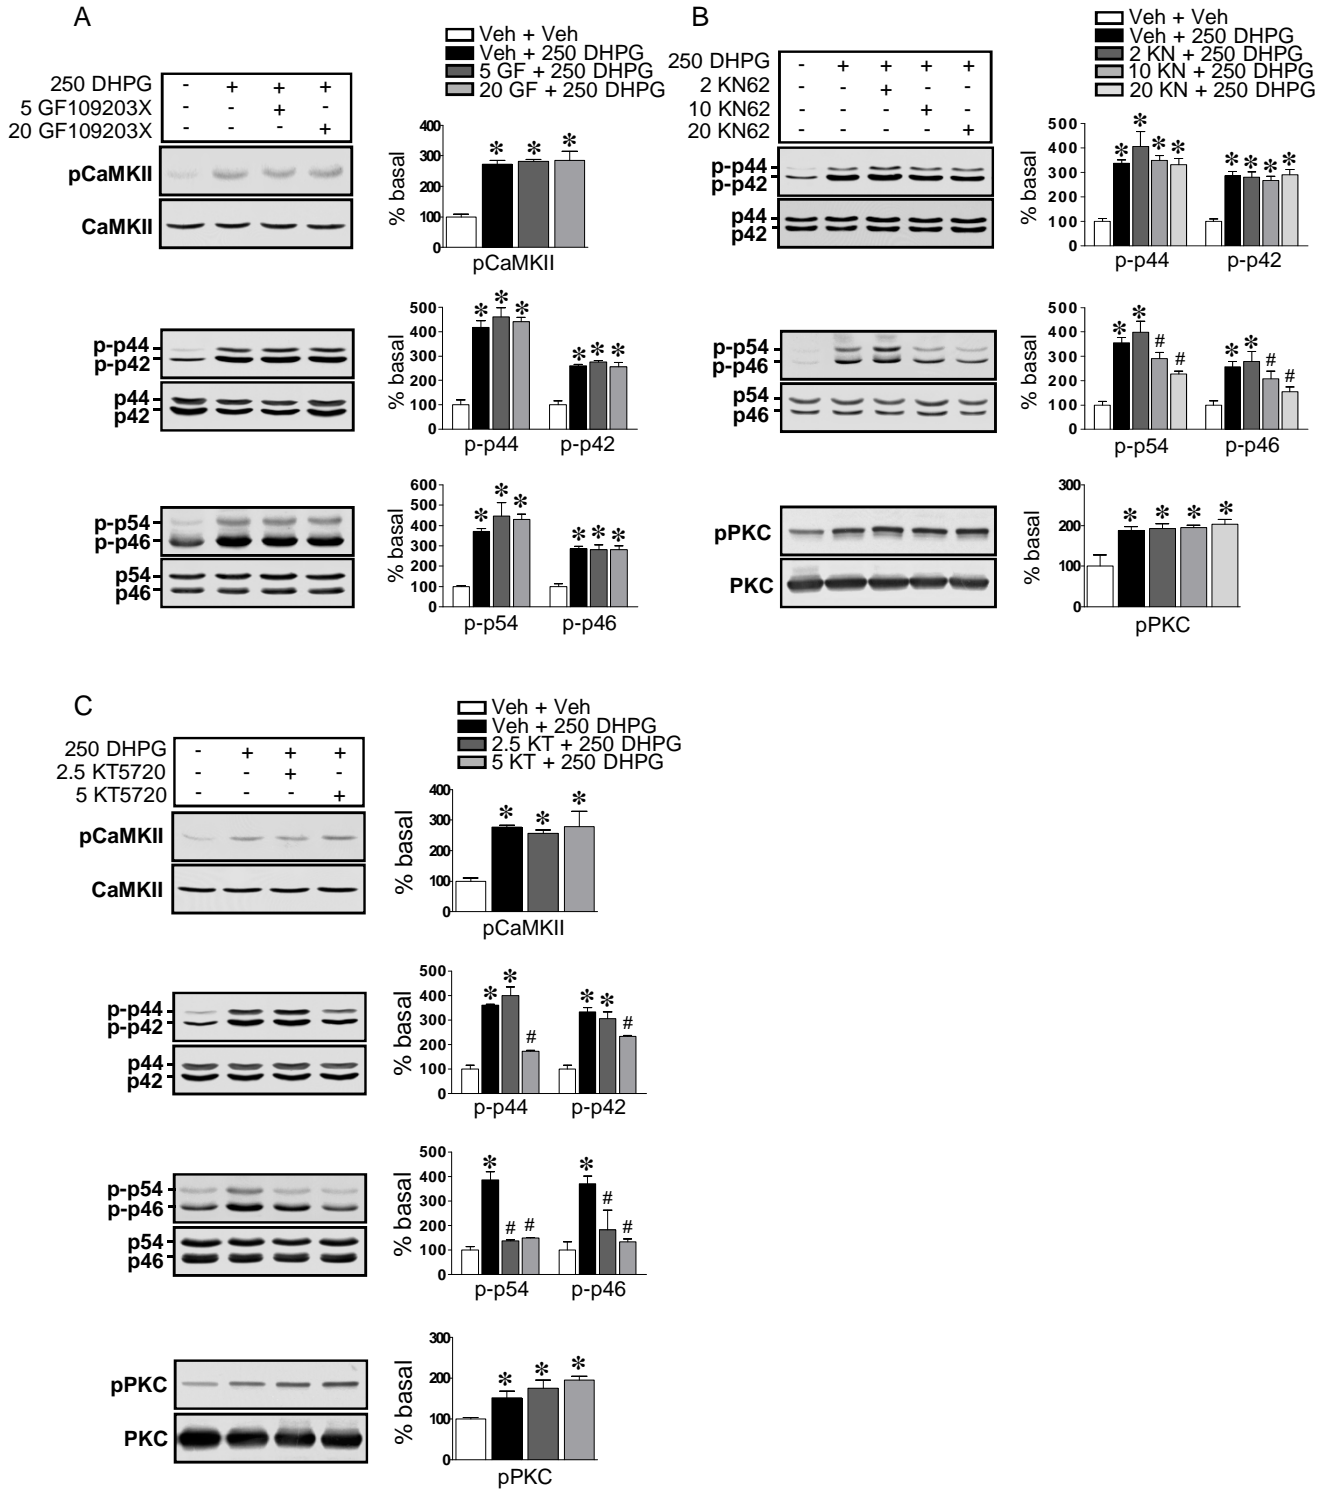 A
Veh + Veh
Veh + 250 DHPG
5 GF + 250 DHPG
20 GF + 250 DHPG
250 DHPG - + + +
5 GF109203X - - + -
20 GF109203X - - - +
pCaMKII
CaMKII
% basal
400
300
200
100
0
* * *
pCaMKII
p-p44
p-p42
p44
p42
% basal
500
400
300
200
100
0
* * * * * *
p-p44 p-p42
p-p54
p-p46
p54
p46
% basal
600
500
400
300
200
100
0
* * * * * *
p-p54 p-p46
B
Veh + Veh
Veh + 250 DHPG
2 KN + 250 DHPG
10 KN + 250 DHPG
20 KN + 250 DHPG
250 DHPG - + + + +
2 KN62 - - + - -
10 KN62 - - - + -
20 KN62 - - - - +
p-p44
p-p42
p44
p42
% basal
500
400
300
200
100
0
* * * * * * * *
p-p44 p-p42
p-p54
p-p46
p54
p46
% basal
500
400
300
200
100
0
* * # # * * # #
p-p54 p-p46
pPKC
PKC
% basal
300
200
100
0
* * * *
pPKC
C
Veh + Veh
Veh + 250 DHPG
2.5 KT + 250 DHPG
5 KT + 250 DHPG
250 DHPG - + + +
2.5 KT5720 - - + -
5 KT5720 - - - +
pCaMKII
CaMKII
% basal
400
300
200
100
0
* * *
pCaMKII
p-p44
p-p42
p44
p42
% basal
500
400
300
200
100
0
* * # * * #
p-p44 p-p42
p-p54
p-p46
p54
p46
% basal
500
400
300
200
100
0
* # # * # #
p-p54 p-p46
pPKC
PKC
% basal
300
200
100
0
* * *
pPKC